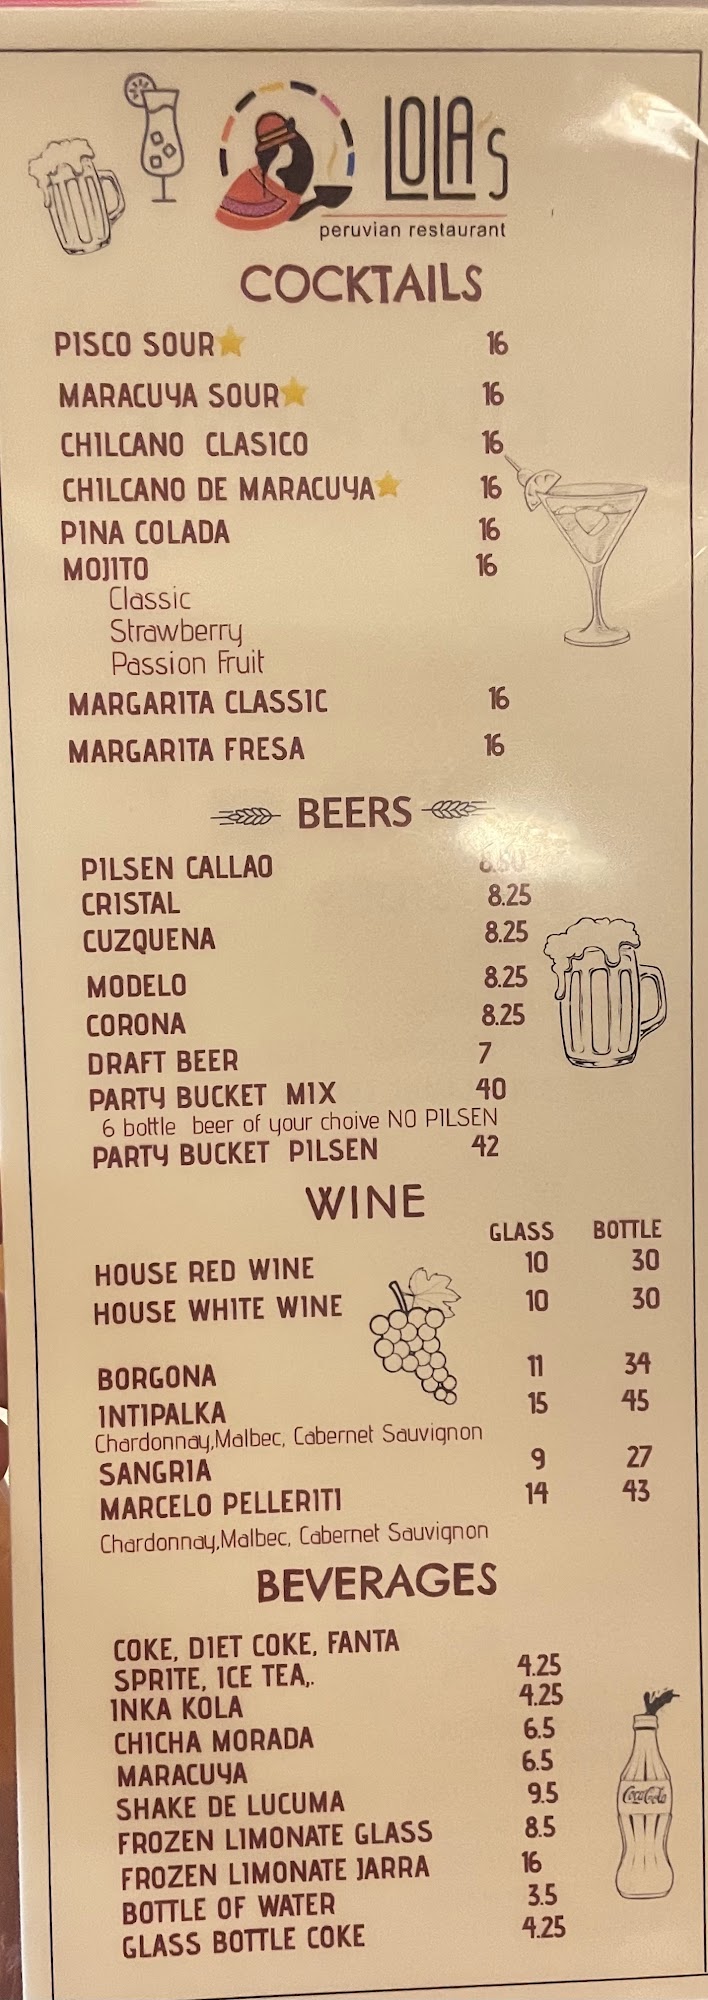 LOLA's
peruvian restaurant
COCKTAILS
PISCO SOUR 16
MARACUYA SOUR 16
CHILCANO CLASICO 16
CHILCANO DE MARACUYA 16
PINA COLADA 16
MOJITO 16
Classic
Strawberry
Passion Fruit
MARGARITA CLASSIC 16
MARGARITA FRESA 16
BEERS
PILSEN CALLAO
CRISTAL 8.25
CUZQUENA 8.25
MODELO 8.25
CORONA 8.25
DRAFT BEER 7
PARTY BUCKET MIX 40
6 bottle beer of your choive NO PILSEN
PARTY BUCKET PILSEN 42
WINE
GLASS BOTTLE
HOUSE RED WINE 10 30
HOUSE WHITE WINE 10 30
BORGONA 11 34
INTIPALKA 15 45
Chardonnay,Malbec, Cabernet Sauvignon
SANGRIA 9 27
MARCELO PELLERITI 14 43
Chardonnay,Malbec, Cabernet Sauvignon
BEVERAGES
COKE, DIET COKE, FANTA
SPRITE, ICE TEA,. 4.25
INKA KOLA 4.25
CHICHA MORADA 6.5
MARACUYA 6.5
SHAKE DE LUCUMA 9.5
FROZEN LIMONATE GLASS 8.5
FROZEN LIMONATE JARRA 16
BOTTLE OF WATER 3.5
GLASS BOTTLE COKE 4.25
Coca-Cola